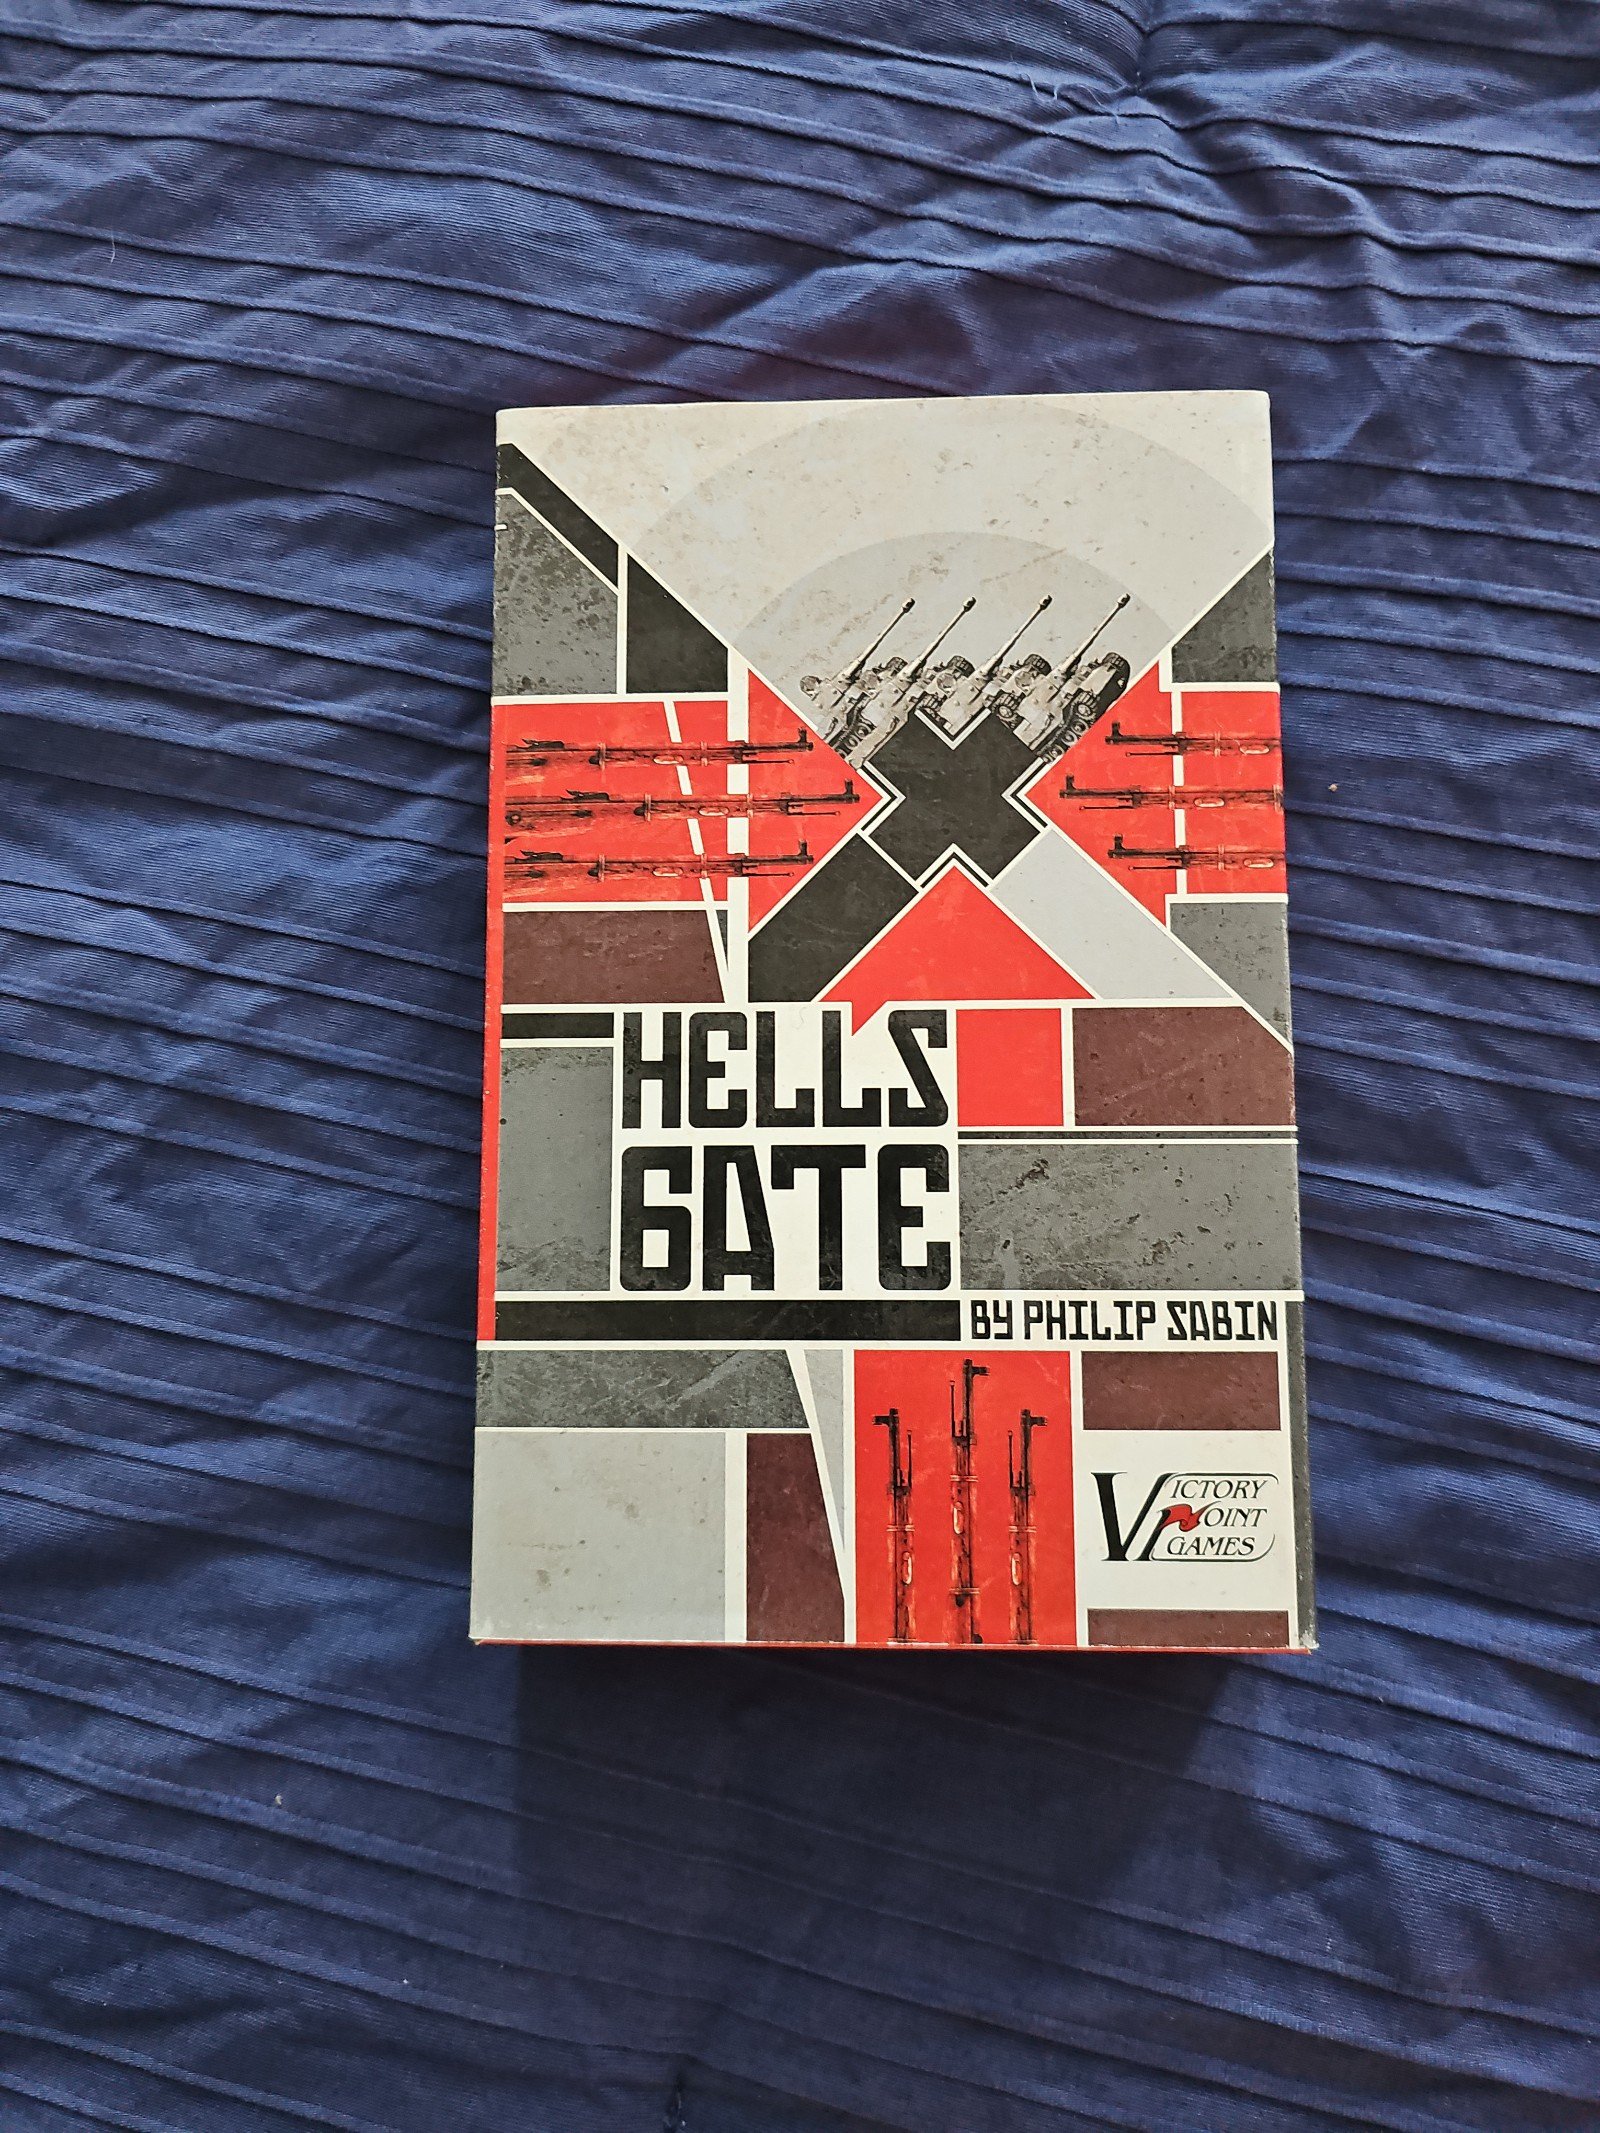 HELLS
GATE
BY PHILIP SABIN
VICTORY
POINT
GAMES